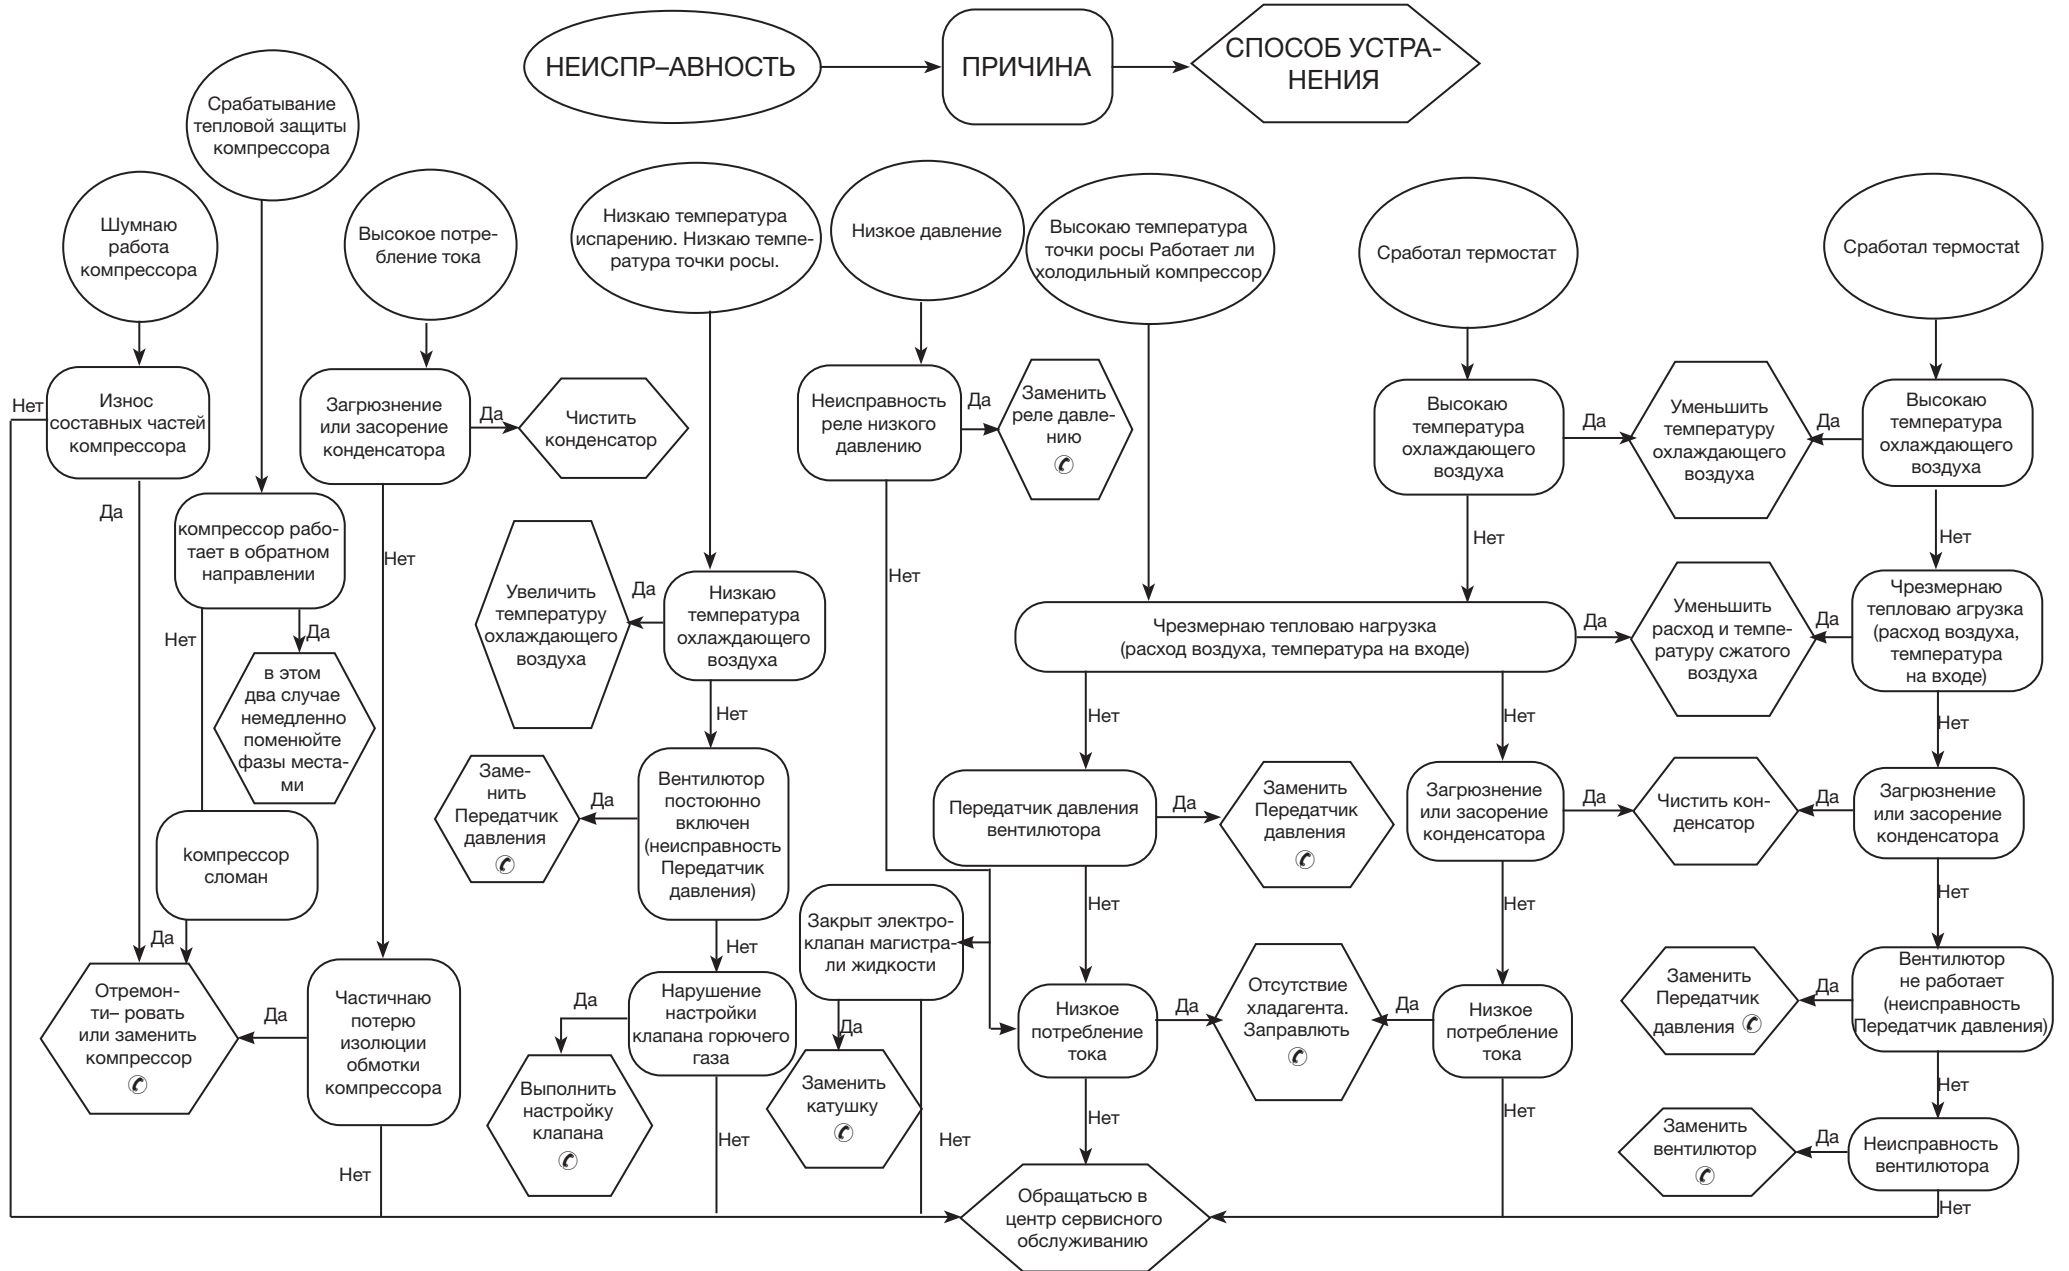 НЕИСПР–АВНОСТЬ
ПРИЧИНА
СПОСОБ УСТРА-
НЕНИЯ
Срабатывание
тепловой защиты
компрессора
Шумнаю
работа
компрессора
Высокое потре-
бление тока
Низкаю температура
испарению. Низкаю темпе-
ратура точки росы.
Низкое давление
Высокаю температура
точки росы Работает ли
холодильный компрессор
Сработал термостат
Сработал термостat
Нет
Износ
составных частей
компрессора
Да
Загрюзнение
или засорение
конденсатора
Да
Чистить
конденсатор
Неисправность
реле низкого
давлению
Да
Заменить
реле давле-
нию
Высокаю
температура
охлаждающего
воздуха
Да
Уменьшить
температуру
охлаждающего
воздуха
Да
Высокаю
температура
охлаждающего
воздуха
компрессор рабо-
тает в обратном
направлении
Нет
Да
в этом
два случае
немедленно
поменюйте
фазы места-
ми
Нет
Увеличить
температуру
охлаждающего
воздуха
Да
Низкаю
температура
охлаждающего
воздуха
Нет
Нет
Нет
Нет
Чрезмернаю тепловаю нагрузка
(расход воздуха, температура на входе)
Да
Уменьшить
расход и темпе-
ратуру сжатого
воздуха
Да
Чрезмернаю
тепловаю агрузка
(расход воздуха,
температура
на входе)
Нет
Нет
Нет
Заме-
нить
Передатчик
давления
Да
Вентилютор
постоюнно
включен
(неисправность
Передатчик
давления)
Передатчик давления
вентилютора
Да
Заменить
Передатчик
давления
Загрюзнение
или засорение
конденсатора
Да
Чистить кон-
денсатор
Да
Загрюзнение
или засорение
конденсатора
kомпрессор
сломан
Да
Нет
Закрыт электро-
клапан магистра-
ли жидкости
Нет
Нет
Нет
Отремон-
ти– ровать
или заменить
компрессор
Да
Частичнаю
потерю
изолюции
обмотки
компрессора
Да
Нарушение
настройки
клапана горючего
газа
Выполнить
настройку
клапана
Да
Заменить
катушку
Низкое
потребление
тока
Да
Отсутствие
хладагента.
Заправлють
Да
Низкое
потребление
тока
Заменить
Передатчик
давления
Да
Вентилютор
не работает
(неисправность
Передатчик давления)
Нет
Нет
Нет
Нет
Нет
Нет
Заменить
вентилютор
Да
Неисправность
вентилютора
Обращатьсю в
центр сервисного
обслуживанию
Нет